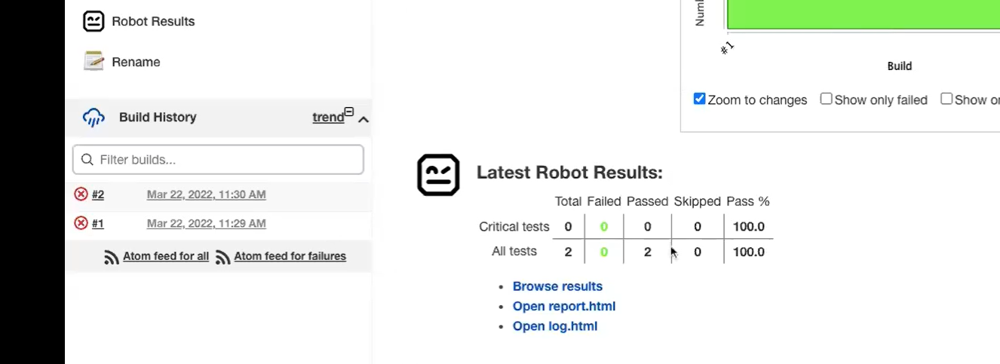 Robot Results
Rename
Build History
trend
Filter builds...
#2 Mar 22, 2022, 11:30 AM
#1 Mar 22, 2022, 11:29 AM
Atom feed for all Atom feed for failures
#1
Build
Zoom to changes Show only failed Show
Latest Robot Results:
Total Failed Passed Skipped Pass %
Critical tests 0 0 0 0 100.0
All tests 2 0 2 0 100.0
Browse results
Open report.html
Open log.html